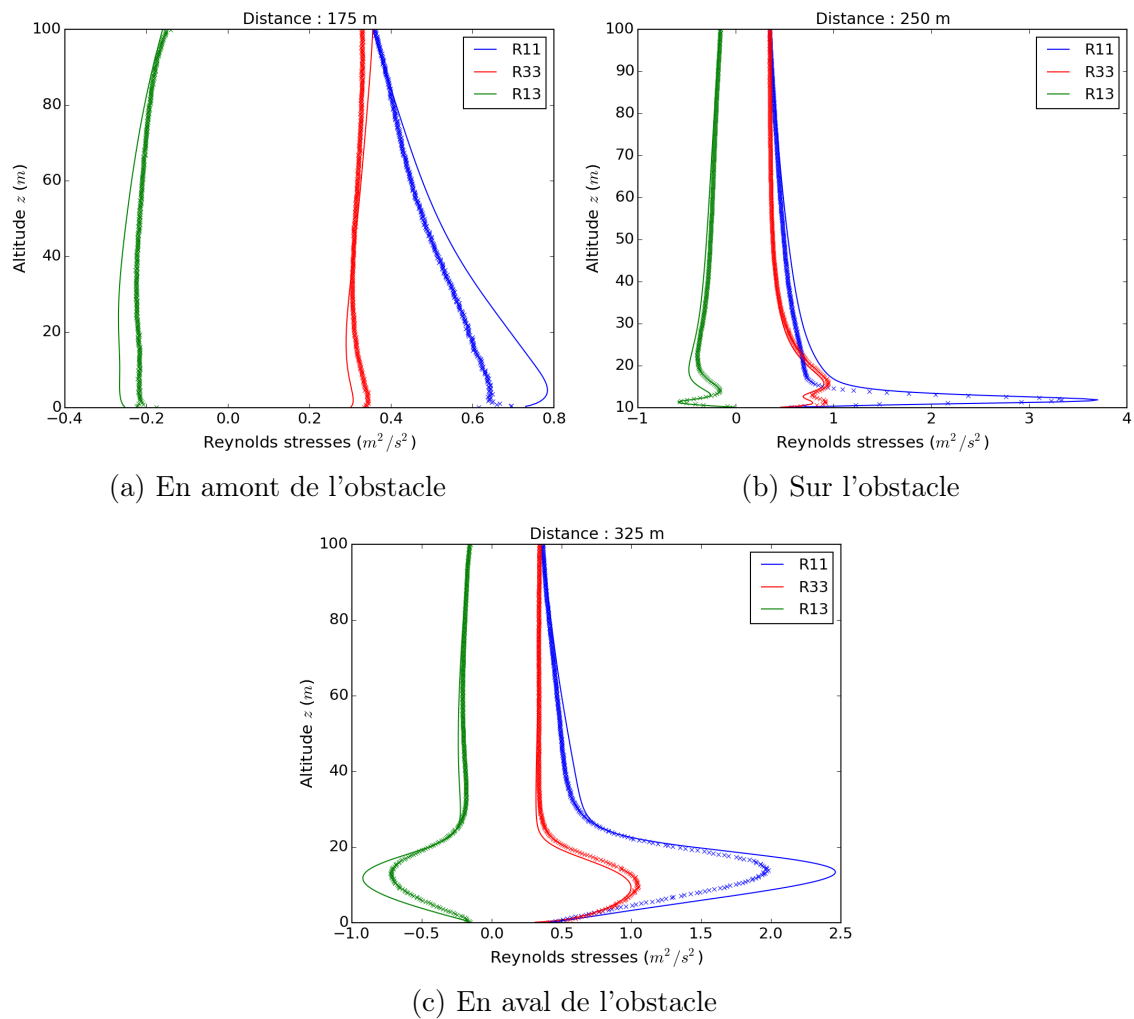 Distance : 175 m
100
80
60
40
20
0
Altitude z (m)
−0.4 −0.2 0.0 0.2 0.4 0.6 0.8
Reynolds stresses (m²/s²)
R11
R33
R13
(a) En amont de l'obstacle
Distance : 250 m
100
90
80
70
60
50
40
30
20
10
Altitude z (m)
−1 0 1 2 3 4
Reynolds stresses (m²/s²)
R11
R33
R13
(b) Sur l'obstacle
Distance : 325 m
100
80
60
40
20
0
Altitude z (m)
−1.0 −0.5 0.0 0.5 1.0 1.5 2.0 2.5
Reynolds stresses (m²/s²)
R11
R33
R13
(c) En aval de l'obstacle